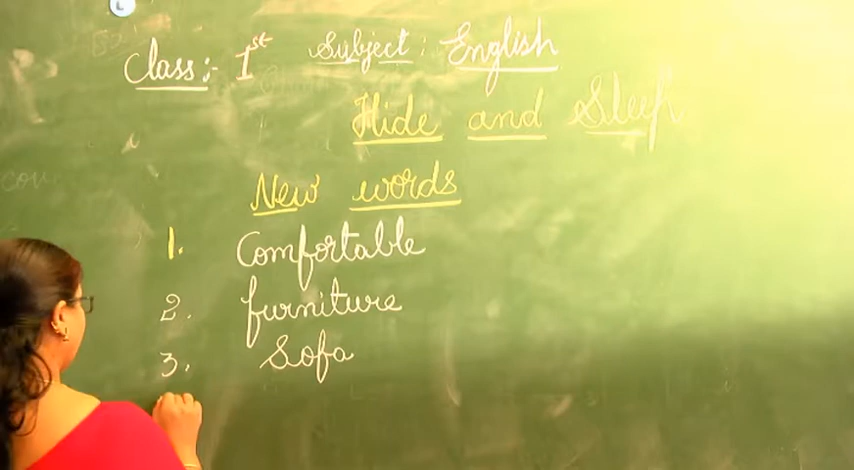 Class:- 1st Subject: English
Hide and Sleep
New words
1. Comfortable
2. furniture
3. Sofa